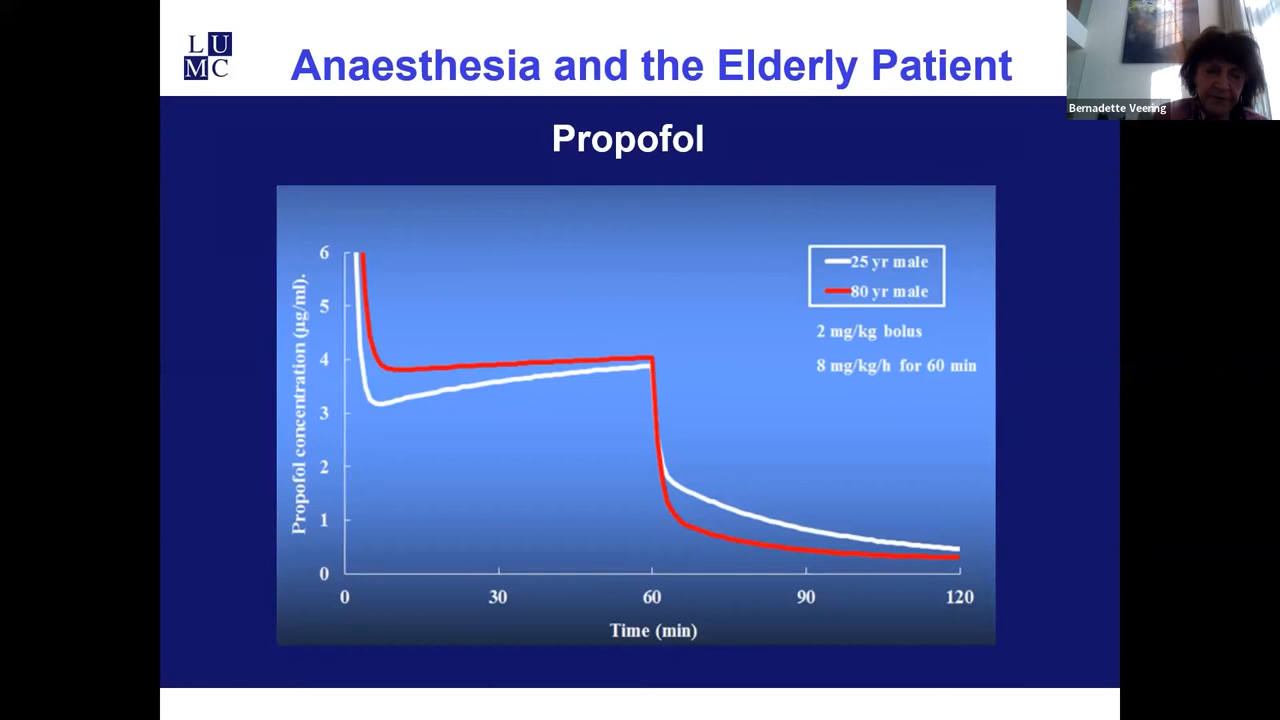 LU
MC
Anaesthesia and the Elderly Patient
Bernadette Veering
Propofol
25 yr male
80 yr male
2 mg/kg bolus
8 mg/kg/h for 60 min
Propofol concentration (µg/ml).
6
5
4
3
2
1
0
0 30 60 90 120
Time (min)